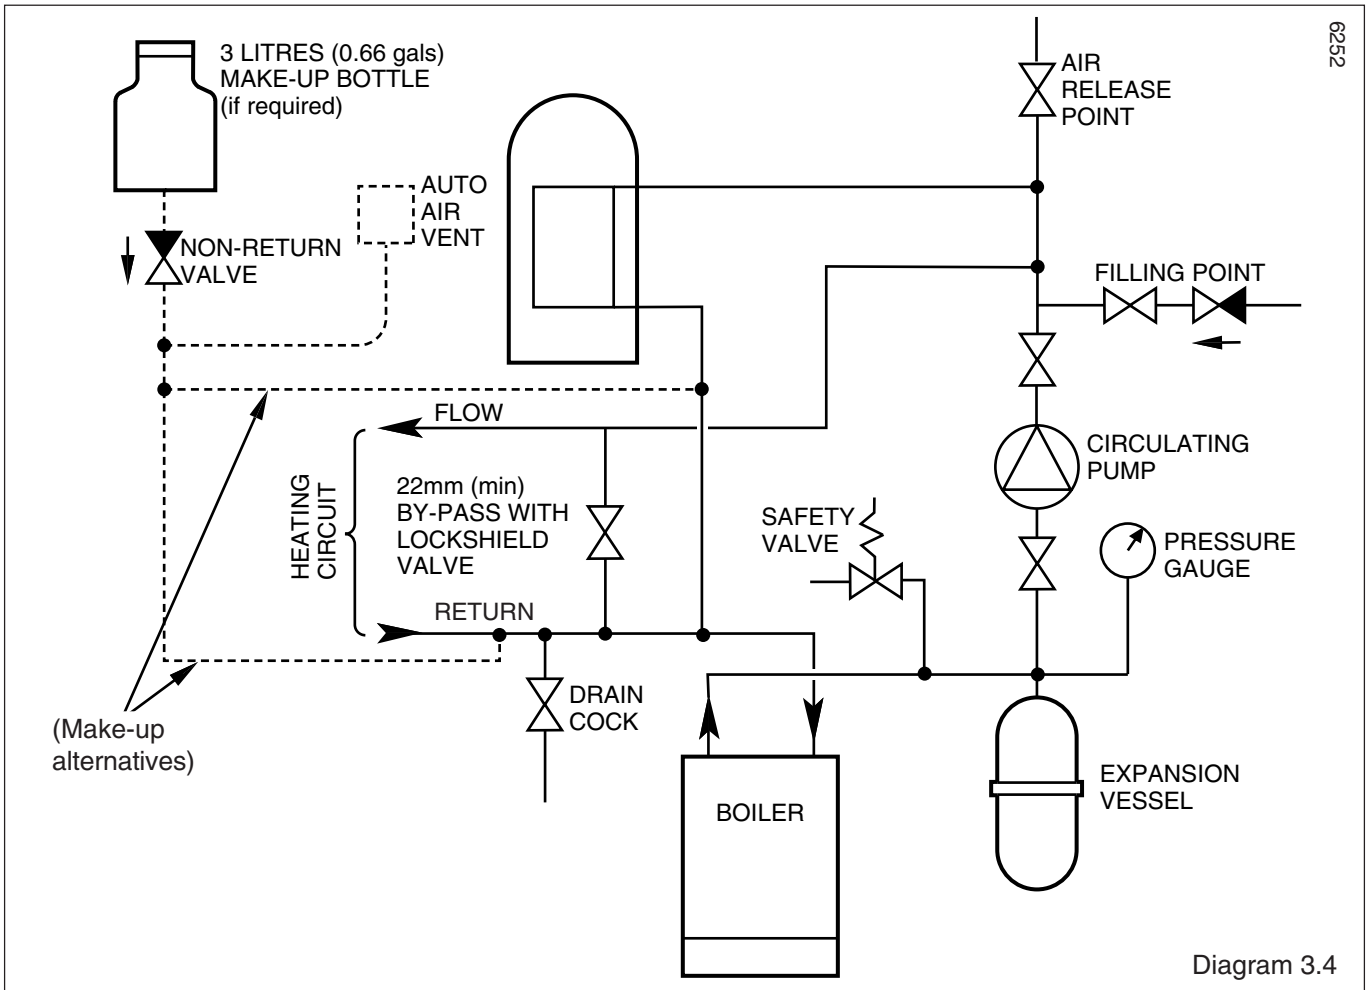 3 LITRES (0.66 gals)
MAKE-UP BOTTLE
(if required)
6252
AIR
RELEASE
POINT
AUTO
AIR
VENT
NON-RETURN
VALVE
FILLING POINT
FLOW
HEATING
CIRCUIT
22mm (min)
BY-PASS WITH
LOCKSHIELD
VALVE
CIRCULATING
PUMP
SAFETY
VALVE
PRESSURE
GAUGE
RETURN
DRAIN
COCK
(Make-up
alternatives)
BOILER
EXPANSION
VESSEL
Diagram 3.4